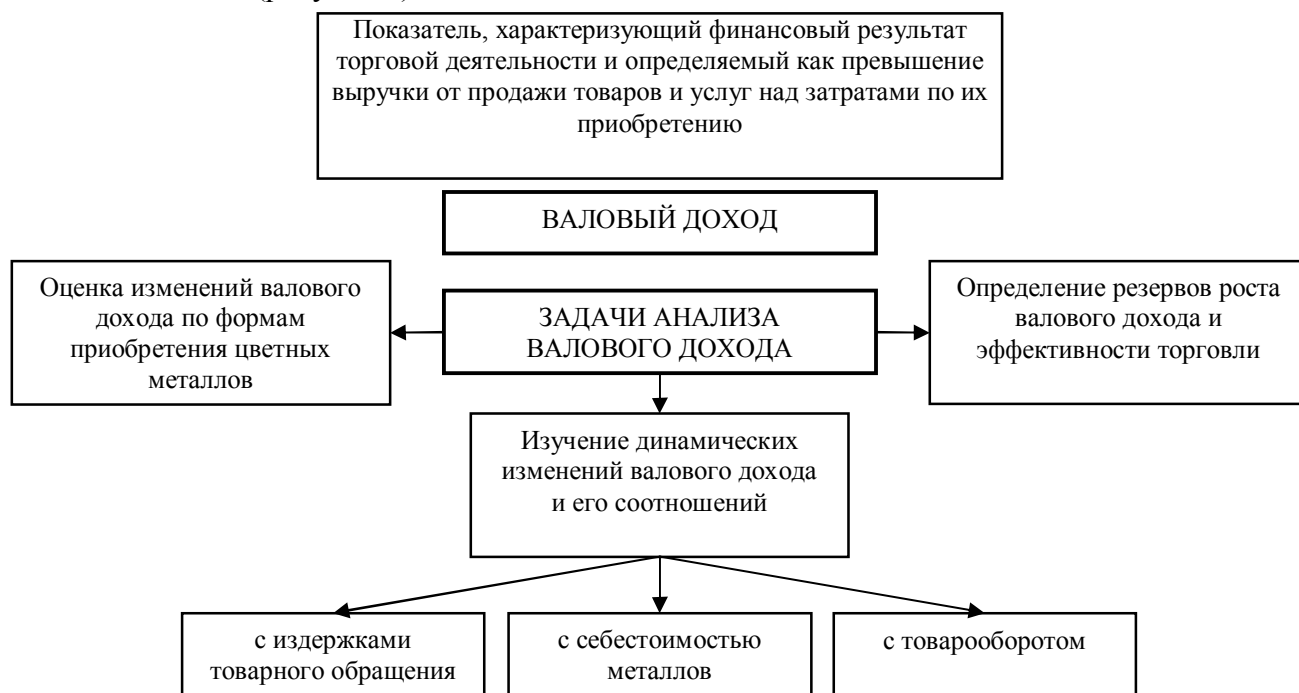 Показатель, характеризующий финансовый результат
торговой деятельности и определяемый как превышение
выручки от продажи товаров и услуг над затратами по их
приобретению
ВАЛОВЫЙ ДОХОД
Оценка изменений валового
дохода по формам
приобретения цветных
металлов
ЗАДАЧИ АНАЛИЗА
ВАЛОВОГО ДОХОДА
Определение резервов роста
валового дохода и
эффективности торговли
Изучение динамических
изменений валового дохода
и его соотношений
с издержками
товарного обращения
с себестоимостью
металлов
с товарооборотом